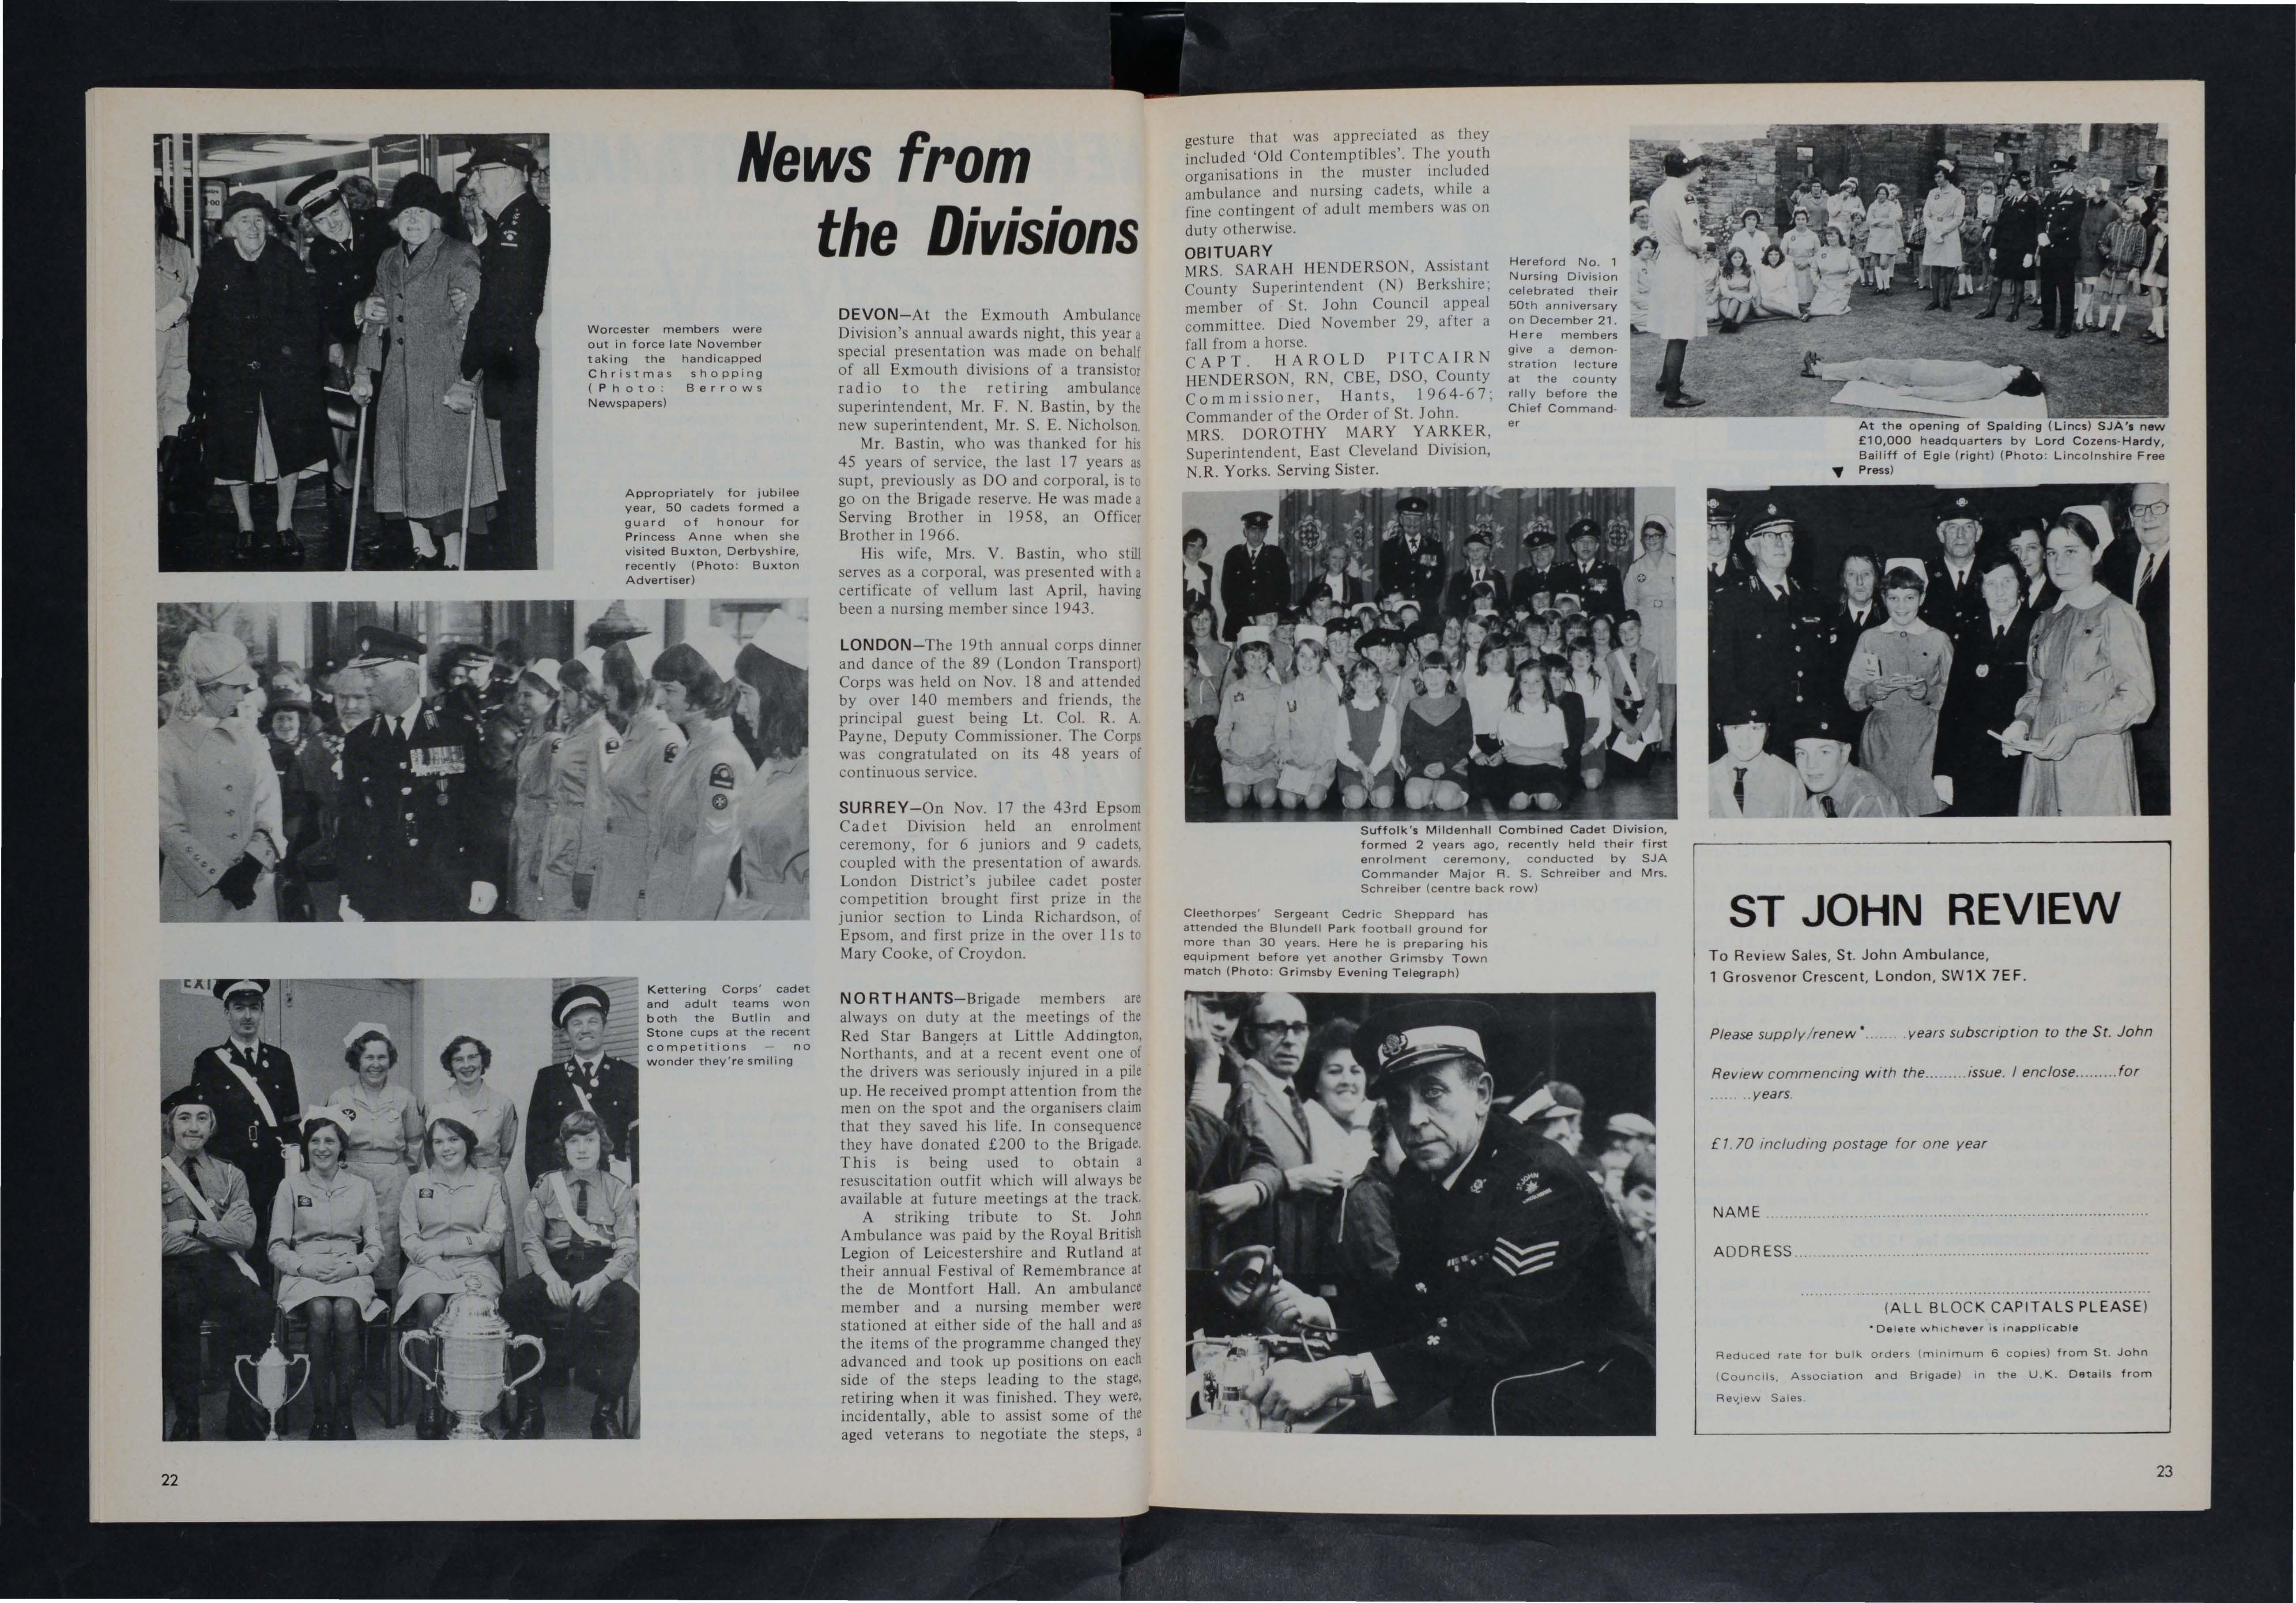 News from
the Divisions
Worcester members were
out in force late November
taking the handicapped
Christmas shopping
(Photo: Berrows
Newspapers)
Appropriately for jubilee
year, 50 cadets formed a
guard of honour for
Princess Anne when she
visited Buxton, Derbyshire,
recently (Photo: Buxton
Advertiser)
EXI
Kettering Corps' cadet
and adult teams won
both the Butlin and
Stone cups at the recent
competitions — no
wonder they're smiling
DEVON—At the Exmouth Ambulance
Division's annual awards night, this year a
special presentation was made on behalf
of all Exmouth divisions of a transistor
radio to the retiring ambulance
superintendent, Mr. F. N. Bastin, by the
new superintendent, Mr. S. E. Nicholson.
Mr. Bastin, who was thanked for his
45 years of service, the last 17 years as
supt, previously as DO and corporal, is to
go on the Brigade reserve. He was made a
Serving Brother in 1958, an Officer
Brother in 1966.
His wife, Mrs. V. Bastin, who still
serves as a corporal, was presented with a
certificate of vellum last April, having
been a nursing member since 1943.
LONDON—The 19th annual corps dinner
and dance of the 89 (London Transport)
Corps was held on Nov. 18 and attended
by over 140 members and friends, the
principal guest being Lt. Col. R. A.
Payne, Deputy Commissioner. The Corps
was congratulated on its 48 years of
continuous service.
SURREY—On Nov. 17 the 43rd Epsom
Cadet Division held an enrolment
ceremony, for 6 juniors and 9 cadets,
coupled with the presentation of awards.
London District's jubilee cadet poster
competition brought first prize in the
junior section to Linda Richardson, of
Epsom, and first prize in the over 11s to
Mary Cooke, of Croydon.
NORTHANTS—Brigade members are
always on duty at the meetings of the
Red Star Bangers at Little Addington,
Northants, and at a recent event one of
the drivers was seriously injured in a pile
up. He received prompt attention from the
men on the spot and the organisers claim
that they saved his life. In consequence
they have donated £200 to the Brigade.
This is being used to obtain a
resuscitation outfit which will always be
available at future meetings at the track.
A striking tribute to St. John
Ambulance was paid by the Royal British
Legion of Leicestershire and Rutland at
their annual Festival of Remembrance at
the de Montfort Hall. An ambulance
member and a nursing member were
stationed at either side of the hall and as
the items of the programme changed they
advanced and took up positions on each
side of the steps leading to the stage,
retiring when it was finished. They were,
incidentally, able to assist some of the
aged veterans to negotiate the steps, a
22
gesture that was appreciated as they
included 'Old Contemptibles'. The youth
organisations in the muster included
ambulance and nursing cadets, while a
fine contingent of adult members was on
duty otherwise.
OBITUARY
MRS. SARAH HENDERSON, Assistant
County Superintendent (N) Berkshire;
member of St. John Council appeal
committee. Died November 29, after a
fall from a horse.
CAPT. HAROLD PITCAIRN
HENDERSON, RN, CBE, DSO, County
Commissioner, Hants, 1964-67;
Commander of the Order of St. John.
MRS. DOROTHY MARY YARKER,
Superintendent, East Cleveland Division,
N.R. Yorks. Serving Sister.
Hereford No. 1
Nursing Division
celebrated their
50th anniversary
on December 21.
Here members
give a demon-
stration lecture
at the county
rally before the
Chief Command-
er
At the opening of Spalding (Lincs) SJA's new
£10,000 headquarters by Lord Cozens-Hardy,
Bailiff of Egle (right) (Photo: Lincolnshire Free
Press)
Suffolk's Mildenhall Combined Cadet Division,
formed 2 years ago, recently held their first
enrolment ceremony, conducted by SJA
Commander Major R. S. Schreiber and Mrs.
Schreiber (centre back row)
Cleethorpes' Sergeant Cedric Sheppard has
attended the Blundell Park football ground for
more than 30 years. Here he is preparing his
equipment before yet another Grimsby Town
match (Photo: Grimsby Evening Telegraph)
ST JOHN
ST JOHN REVIEW
To Review Sales, St. John Ambulance,
1 Grosvenor Crescent, London, SW1X 7EF.
Please supply/renew*........years subscription to the St. John
Review commencing with the.........issue. I enclose.........for
........years.
£1.70 including postage for one year
NAME
ADDRESS
(ALL BLOCK CAPITALS PLEASE)
*Delete whichever is inapplicable
Reduced rate for bulk orders (minimum 6 copies) from St. John
(Councils, Association and Brigade) in the U.K. Details from
Review Sales.
23